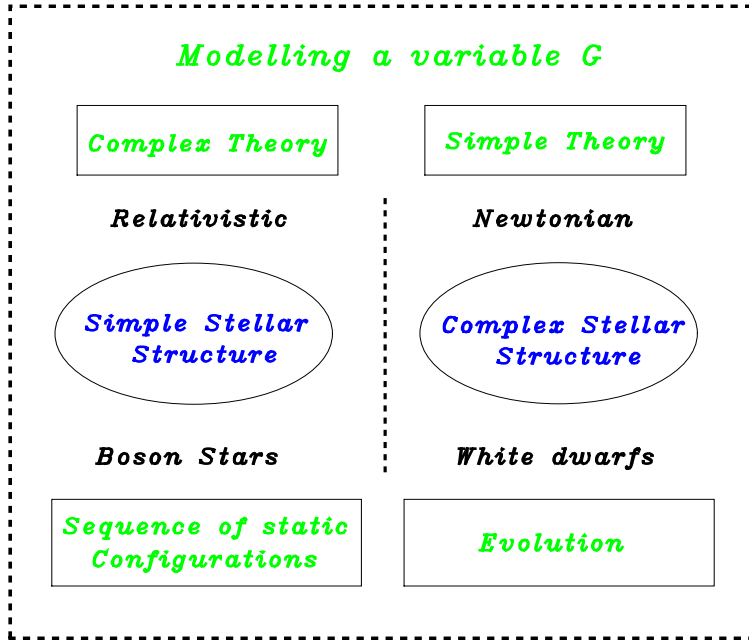 Modelling a variable G
Complex Theory
Simple Theory
Relativistic
Newtonian
Simple Stellar
Structure
Complex Stellar
Structure
Boson Stars
White dwarfs
Sequence of static
Configurations
Evolution